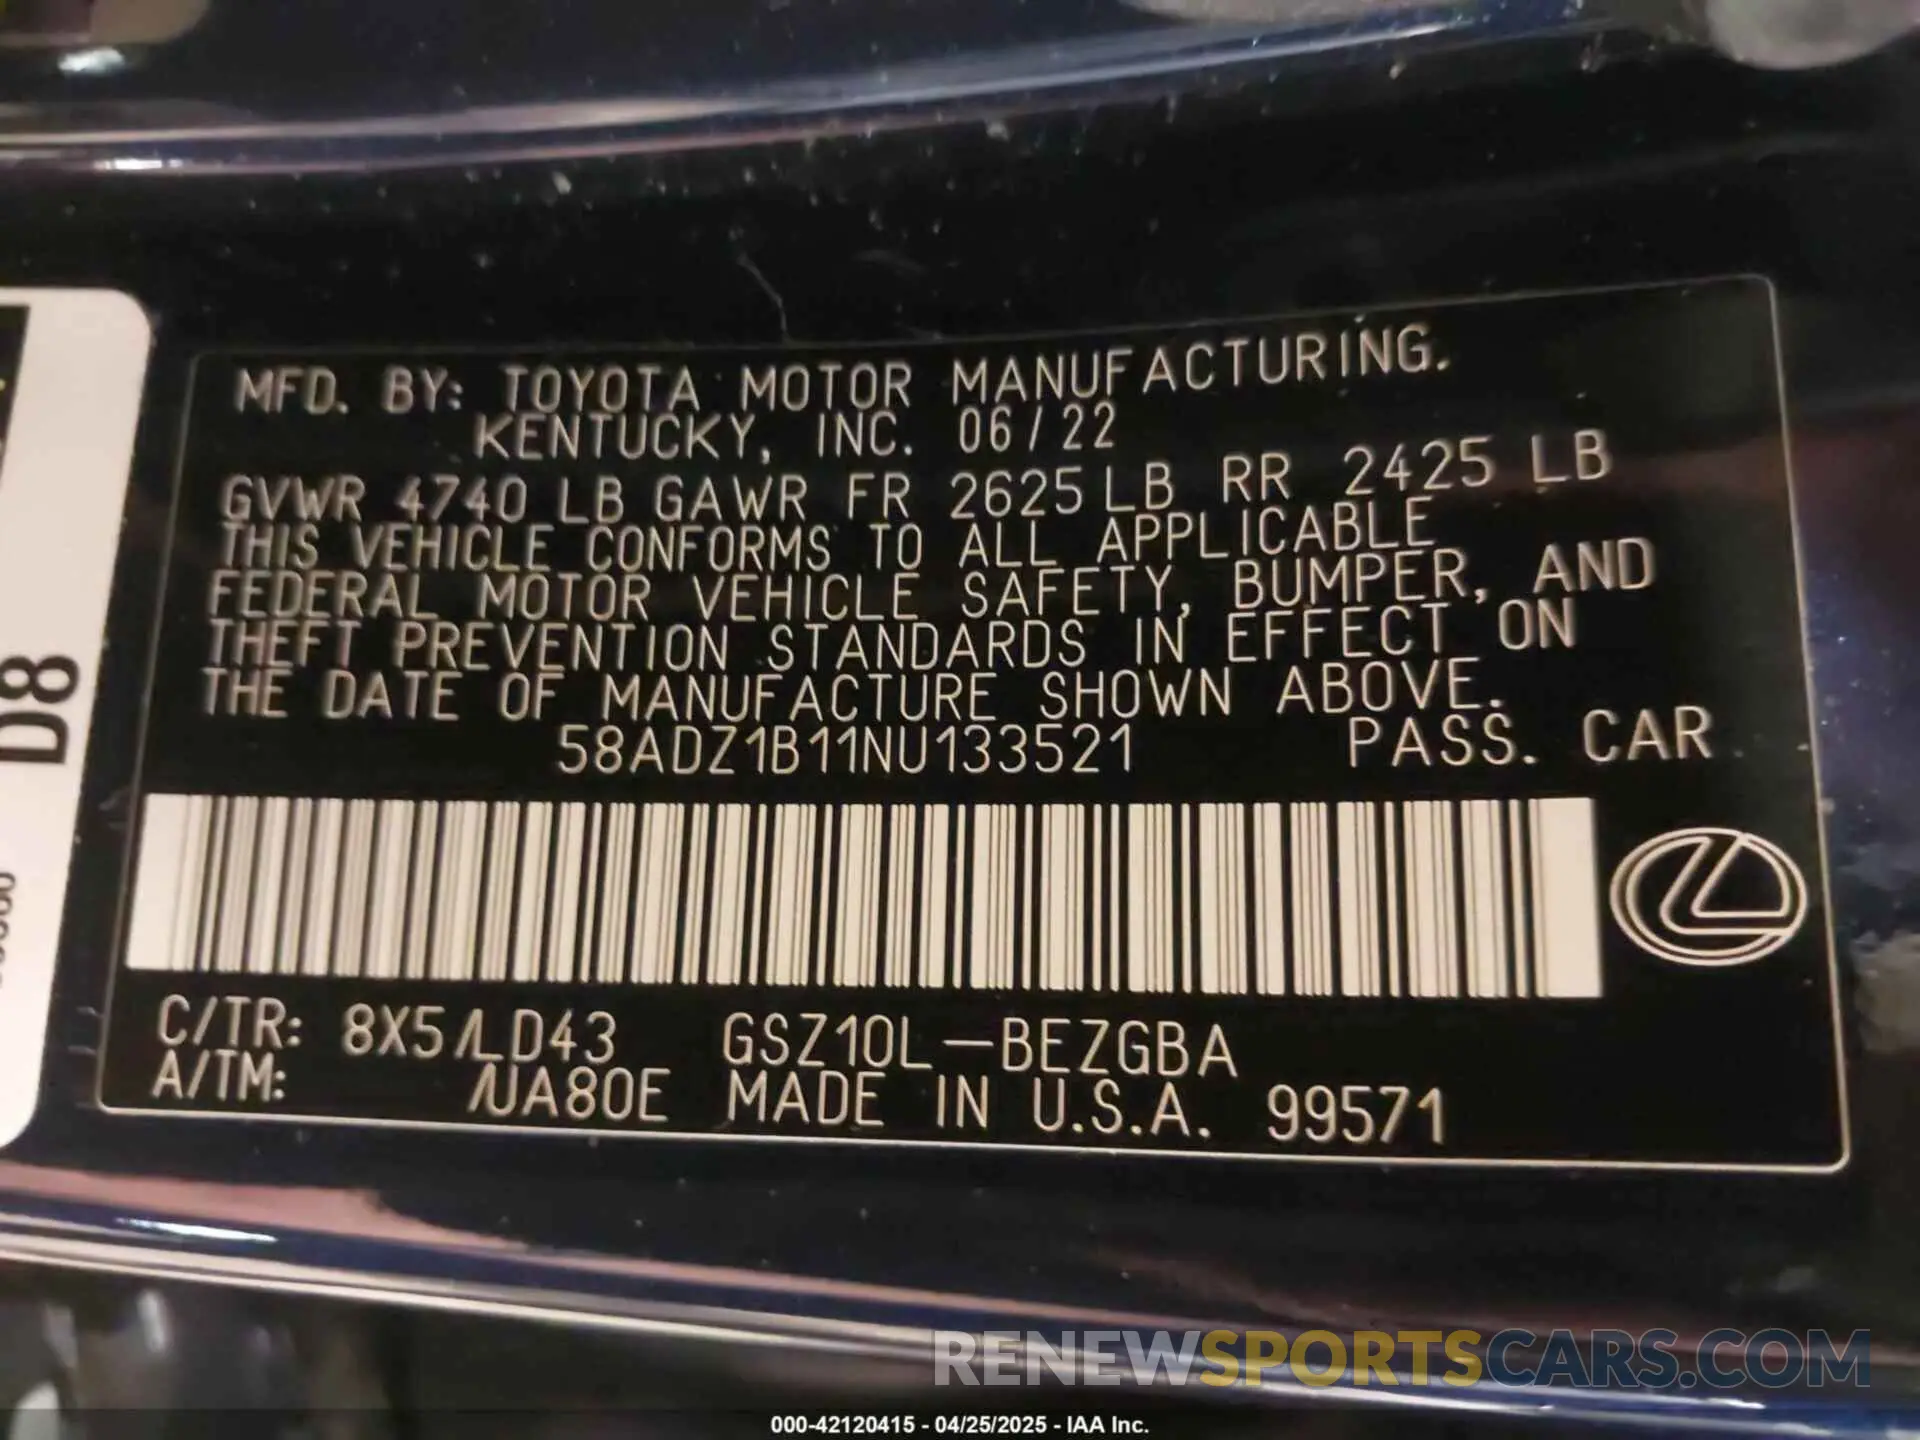 MFD. BY: TOYOTA MOTOR MANUFACTURING.
KENTUCKY, INC. 06/22
GVWR 4740 LB GAWR FR 2625 LB RR 2425 LB
THIS VEHICLE CONFORMS TO ALL APPLICABLE
FEDERAL MOTOR VEHICLE SAFETY, BUMPER, AND
THEFT PREVENTION STANDARDS IN EFFECT ON
THE DATE OF MANUFACTURE SHOWN ABOVE.
58ADZ1B11NU133521 PASS. CAR
C/TR: 8X5/LD43 GSZ10L-BEZGBA
A/TM: /UA80E MADE IN U.S.A. 99571
D8
RENEWSPORTSCARS.COM
000-42120415 - 04/25/2025 - IAA Inc.